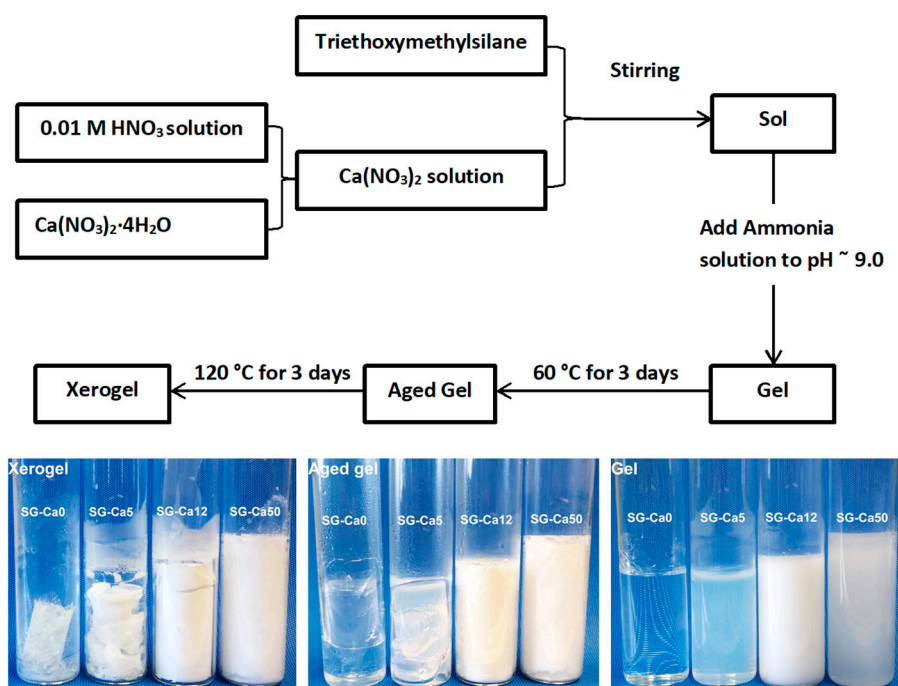 Triethoxymethylsilane
Stirring
0.01 M HNO₃ solution
Sol
Ca(NO₃)₂ solution
Ca(NO₃)₂·4H₂O
Add Ammonia
solution to pH ~ 9.0
Xerogel
120 °C for 3 days
Aged Gel
60 °C for 3 days
Gel
Xerogel
SG-Ca0
SG-Ca5
SG-Ca12
SG-Ca50
Aged gel
SG-Ca0
SG-Ca5
SG-Ca12
SG-Ca50
Gel
SG-Ca0
SG-Ca5
SG-Ca12
SG-Ca50